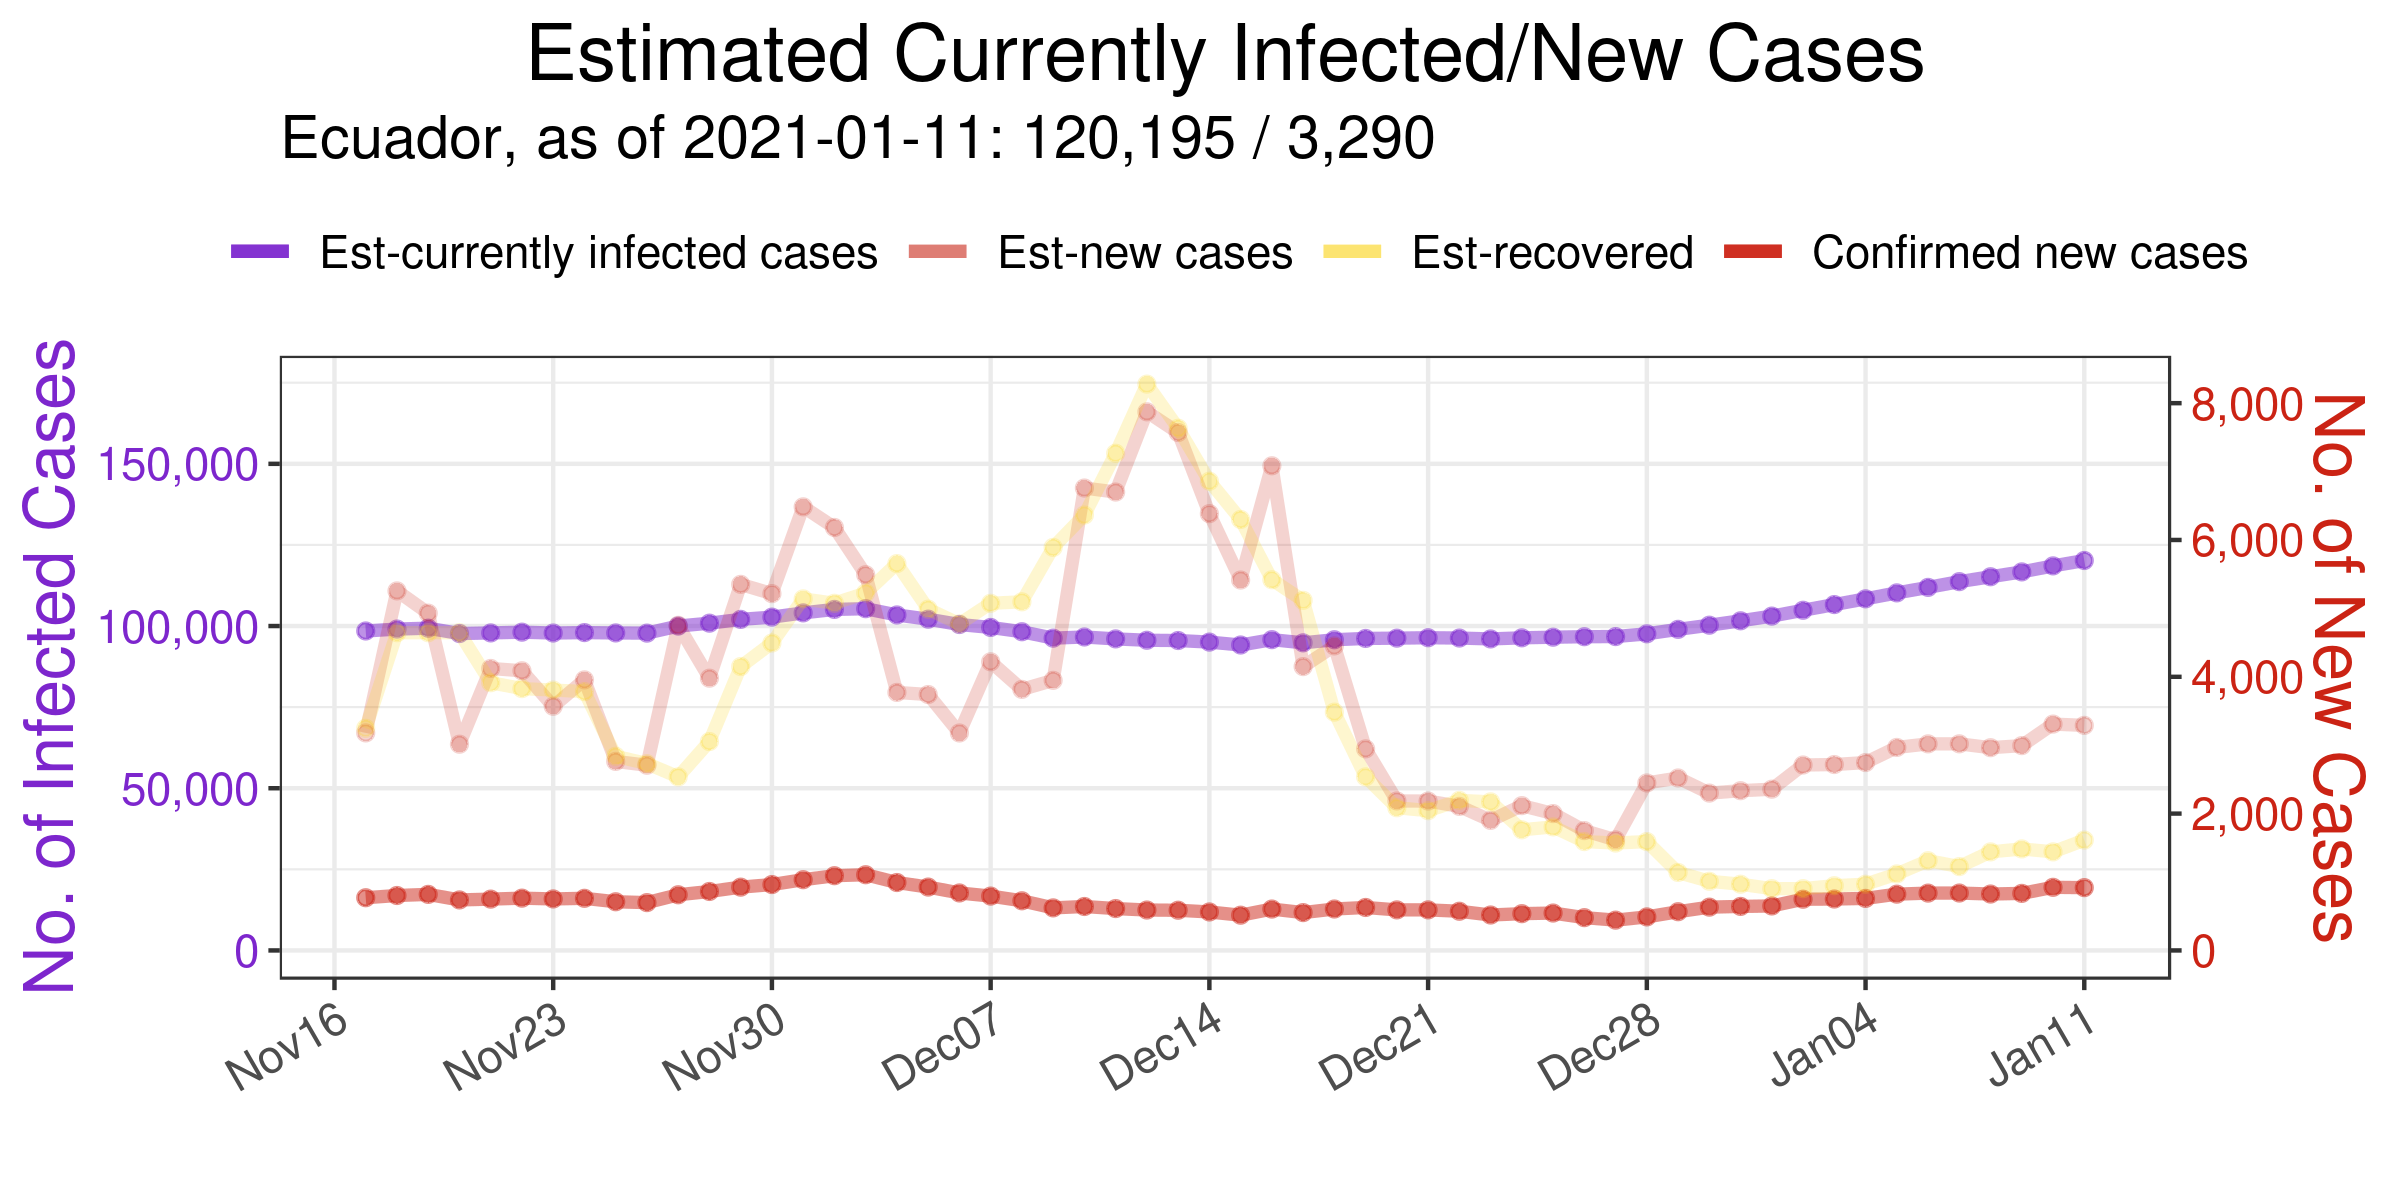 Estimated Currently Infected/New Cases
Ecuador, as of 2021-01-11: 120,195 / 3,290
Est-currently infected cases Est-new cases Est-recovered Confirmed new cases
No. of Infected Cases
150,000
100,000
50,000
0
8,000
6,000
4,000
2,000
0
No. of New Cases
Nov16 Nov23 Nov30 Dec07 Dec14 Dec21 Dec28 Jan04 Jan11